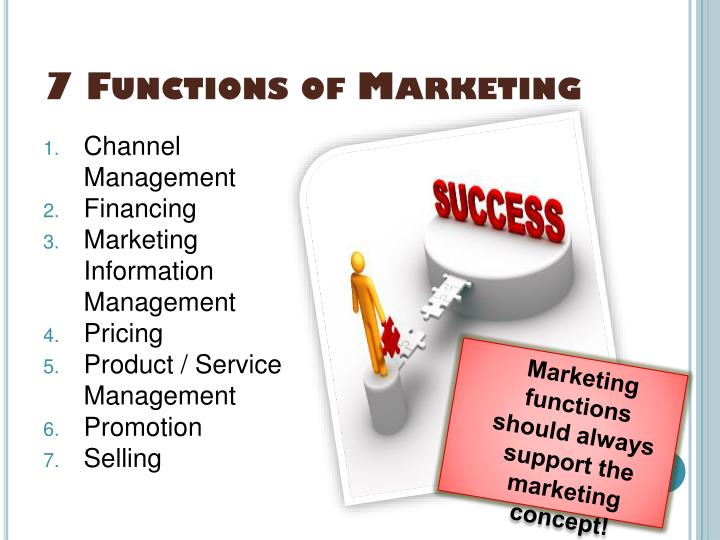 7 Functions of Marketing
1. Channel
Management
2. Financing
3. Marketing
Information
Management
4. Pricing
5. Product / Service
Management
6. Promotion
7. Selling
SUCCESS
Marketing
functions
should always
support the
marketing
concept!